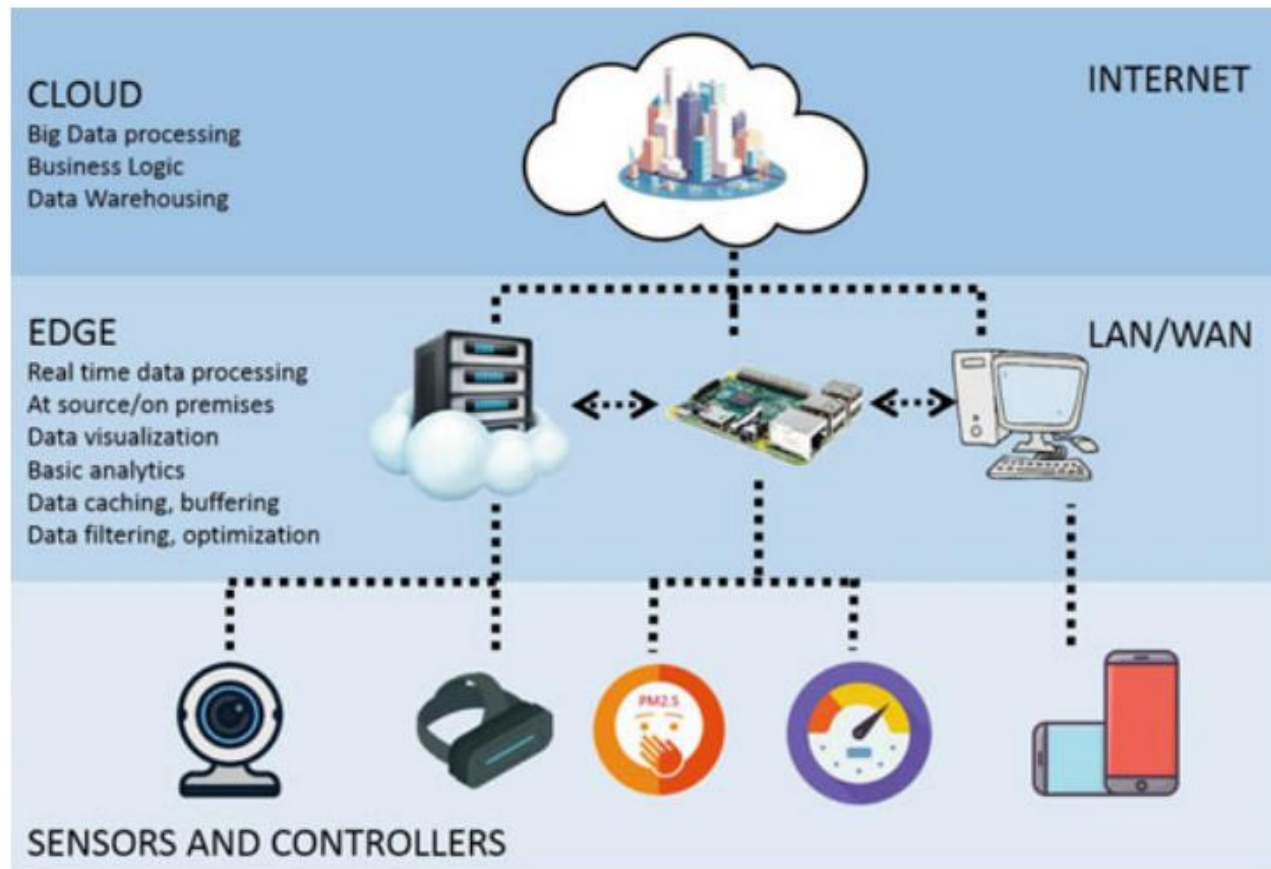 CLOUD
Big Data processing
Business Logic
Data Warehousing
INTERNET
EDGE
Real time data processing
At source/on premises
Data visualization
Basic analytics
Data caching, buffering
Data filtering, optimization
LAN/WAN
PM2.5
SENSORS AND CONTROLLERS